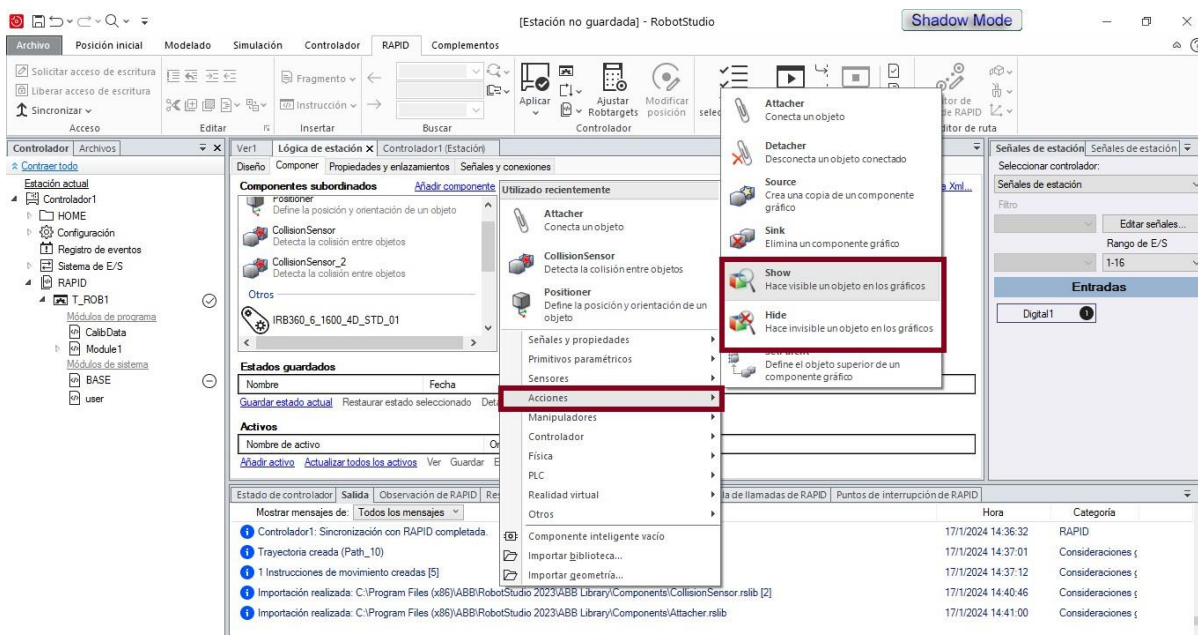 [Estación no guardada] - RobotStudio
Shadow Mode
Archivo Posición inicial Modelado Simulación Controlador RAPID Complementos
Solicitar acceso de escritura
Liberar acceso de escritura
Sincronizar
Acceso
Editar
Fragmento
Instrucción
Insertar
Buscar
Aplicar
Ajustar
Robtargets
Modificar
posición
Controlador
Controlador Archivos
Contraer todo
Estación actual
Controlador1
HOME
Configuración
Registro de eventos
Sistema de E/S
RAPID
T_ROB1
Módulos de programa
CalibData
Module1
Módulos de sistema
BASE
user
Ver1 Lógica de estación X Controlador1 (Estación)
Diseño Componer Propiedades y enlazamientos Señales y conexiones
Componentes subordinados Añadir componente
Positioner
Define la posición y orientación de un objeto
CollisionSensor
Detecta la colisión entre objetos
CollisionSensor_2
Detecta la colisión entre objetos
Otros
IRB360_6_1600_4D_STD_01
Estados guardados
Nombre Fecha
Guardar estado actual Restaurar estado seleccionado
Activos
Nombre de activo
Añadir activo Actualizar todos los activos Ver Guardar
Utilizado recientemente
Attacher
Conecta un objeto
CollisionSensor
Detecta la colisión entre objetos
Positioner
Define la posición y orientación de un
objeto
Señales y propiedades
Primitivos paramétricos
Sensores
Acciones
Manipuladores
Controlador
Física
PLC
Realidad virtual
Otros
Componente inteligente vacío
Importar biblioteca...
Importar geometría...
Attacher
Conecta un objeto
Detacher
Desconecta un objeto conectado
Source
Crea una copia de un componente
gráfico
Sink
Elimina un componente gráfico
Show
Hace visible un objeto en los gráficos
Hide
Hace invisible un objeto en los gráficos
Define el objeto superior de un
componente gráfico
Xml...
Señales de estación Señales de estación
Seleccionar controlador:
Señales de estación
Filtro
Editar señales...
Rango de E/S
1-16
Entradas
Digital1 1
Estado de controlador Salida Observación de RAPID
Puntos de interrupción de RAPID
Mostrar mensajes de: Todos los mensajes Hora Categoría
Controlador1: Sincronización con RAPID completada. 17/1/2024 14:36:32 RAPID
Trayectoria creada (Path_10) 17/1/2024 14:37:01
1 Instrucciones de movimiento creadas [5] 17/1/2024 14:37:12
Importación realizada: C:\Program Files (x86)\ABB\RobotStudio 2023\ABB Library\Components\CollisionSensor.rslib [2] 17/1/2024 14:40:46
Importación realizada: C:\Program Files (x86)\ABB\RobotStudio 2023\ABB Library\Components\Attacher.rslib 17/1/2024 14:41:00